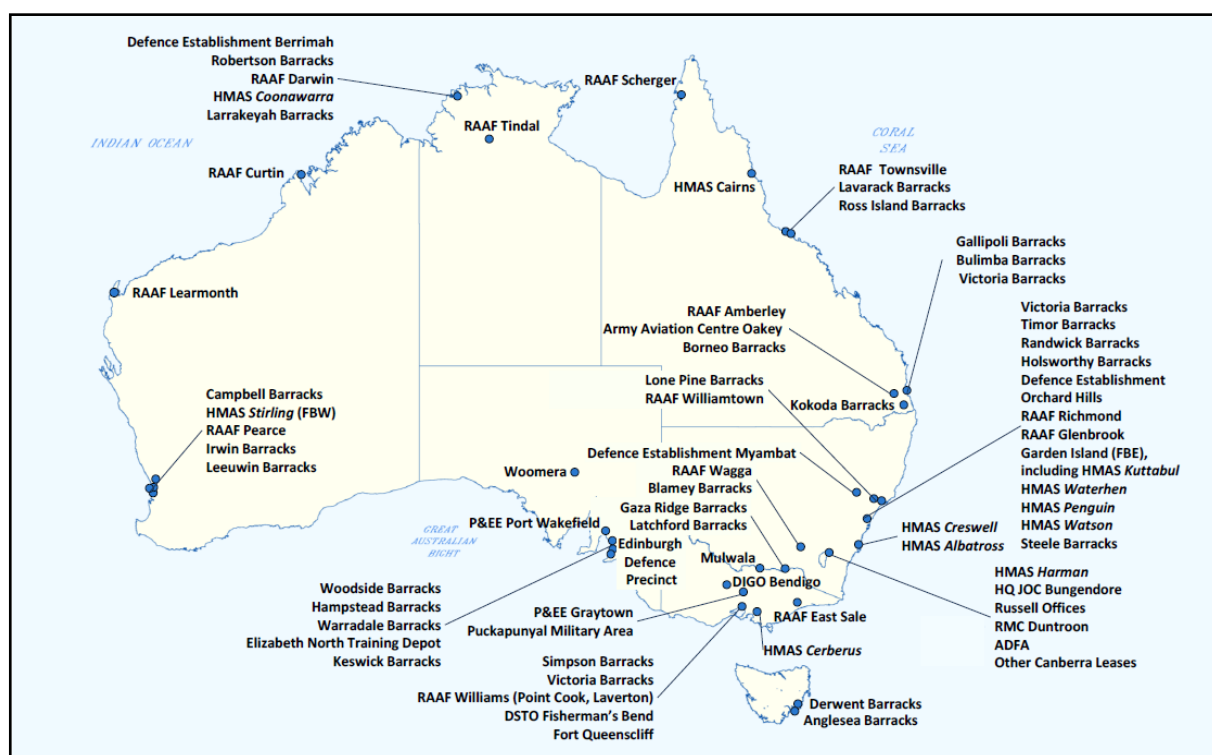 Defence Establishment Berrimah
Robertson Barracks
RAAF Darwin
HMAS Coonawarra
Larrakeyah Barracks
RAAF Scherger
RAAF Tindal
INDIAN OCEAN
CORAL
SEA
RAAF Curtin
HMAS Cairns
RAAF Townsville
Lavarack Barracks
Ross Island Barracks
Gallipoli Barracks
Bulimba Barracks
Victoria Barracks
RAAF Learmonth
RAAF Amberley
Army Aviation Centre Oakey
Borneo Barracks
Victoria Barracks
Timor Barracks
Randwick Barracks
Holsworthy Barracks
Defence Establishment
Orchard Hills
RAAF Richmond
RAAF Glenbrook
Garden Island (FBE),
including HMAS Kuttabul
HMAS Waterhen
HMAS Penguin
HMAS Watson
Steele Barracks
Lone Pine Barracks
RAAF Williamtown
Kokoda Barracks
Campbell Barracks
HMAS Stirling (FBW)
RAAF Pearce
Irwin Barracks
Leeuwin Barracks
Defence Establishment Myambat
RAAF Wagga
Blamey Barracks
Woomera
Gaza Ridge Barracks
Latchford Barracks
P&EE Port Wakefield
GREAT
AUSTRALIAN
BIGHT
HMAS Creswell
HMAS Albatross
Edinburgh
Defence
Precinct
Mulwala
DIGO Bendigo
HMAS Harman
HQ JOC Bungendore
Russell Offices
RMC Duntroon
ADFA
Other Canberra Leases
Woodside Barracks
Hampstead Barracks
Warradale Barracks
Elizabeth North Training Depot
Keswick Barracks
P&EE Graytown
Puckapunyal Military Area
RAAF East Sale
HMAS Cerberus
Simpson Barracks
Victoria Barracks
RAAF Williams (Point Cook, Laverton)
DSTO Fisherman's Bend
Fort Queenscliff
Derwent Barracks
Anglesea Barracks